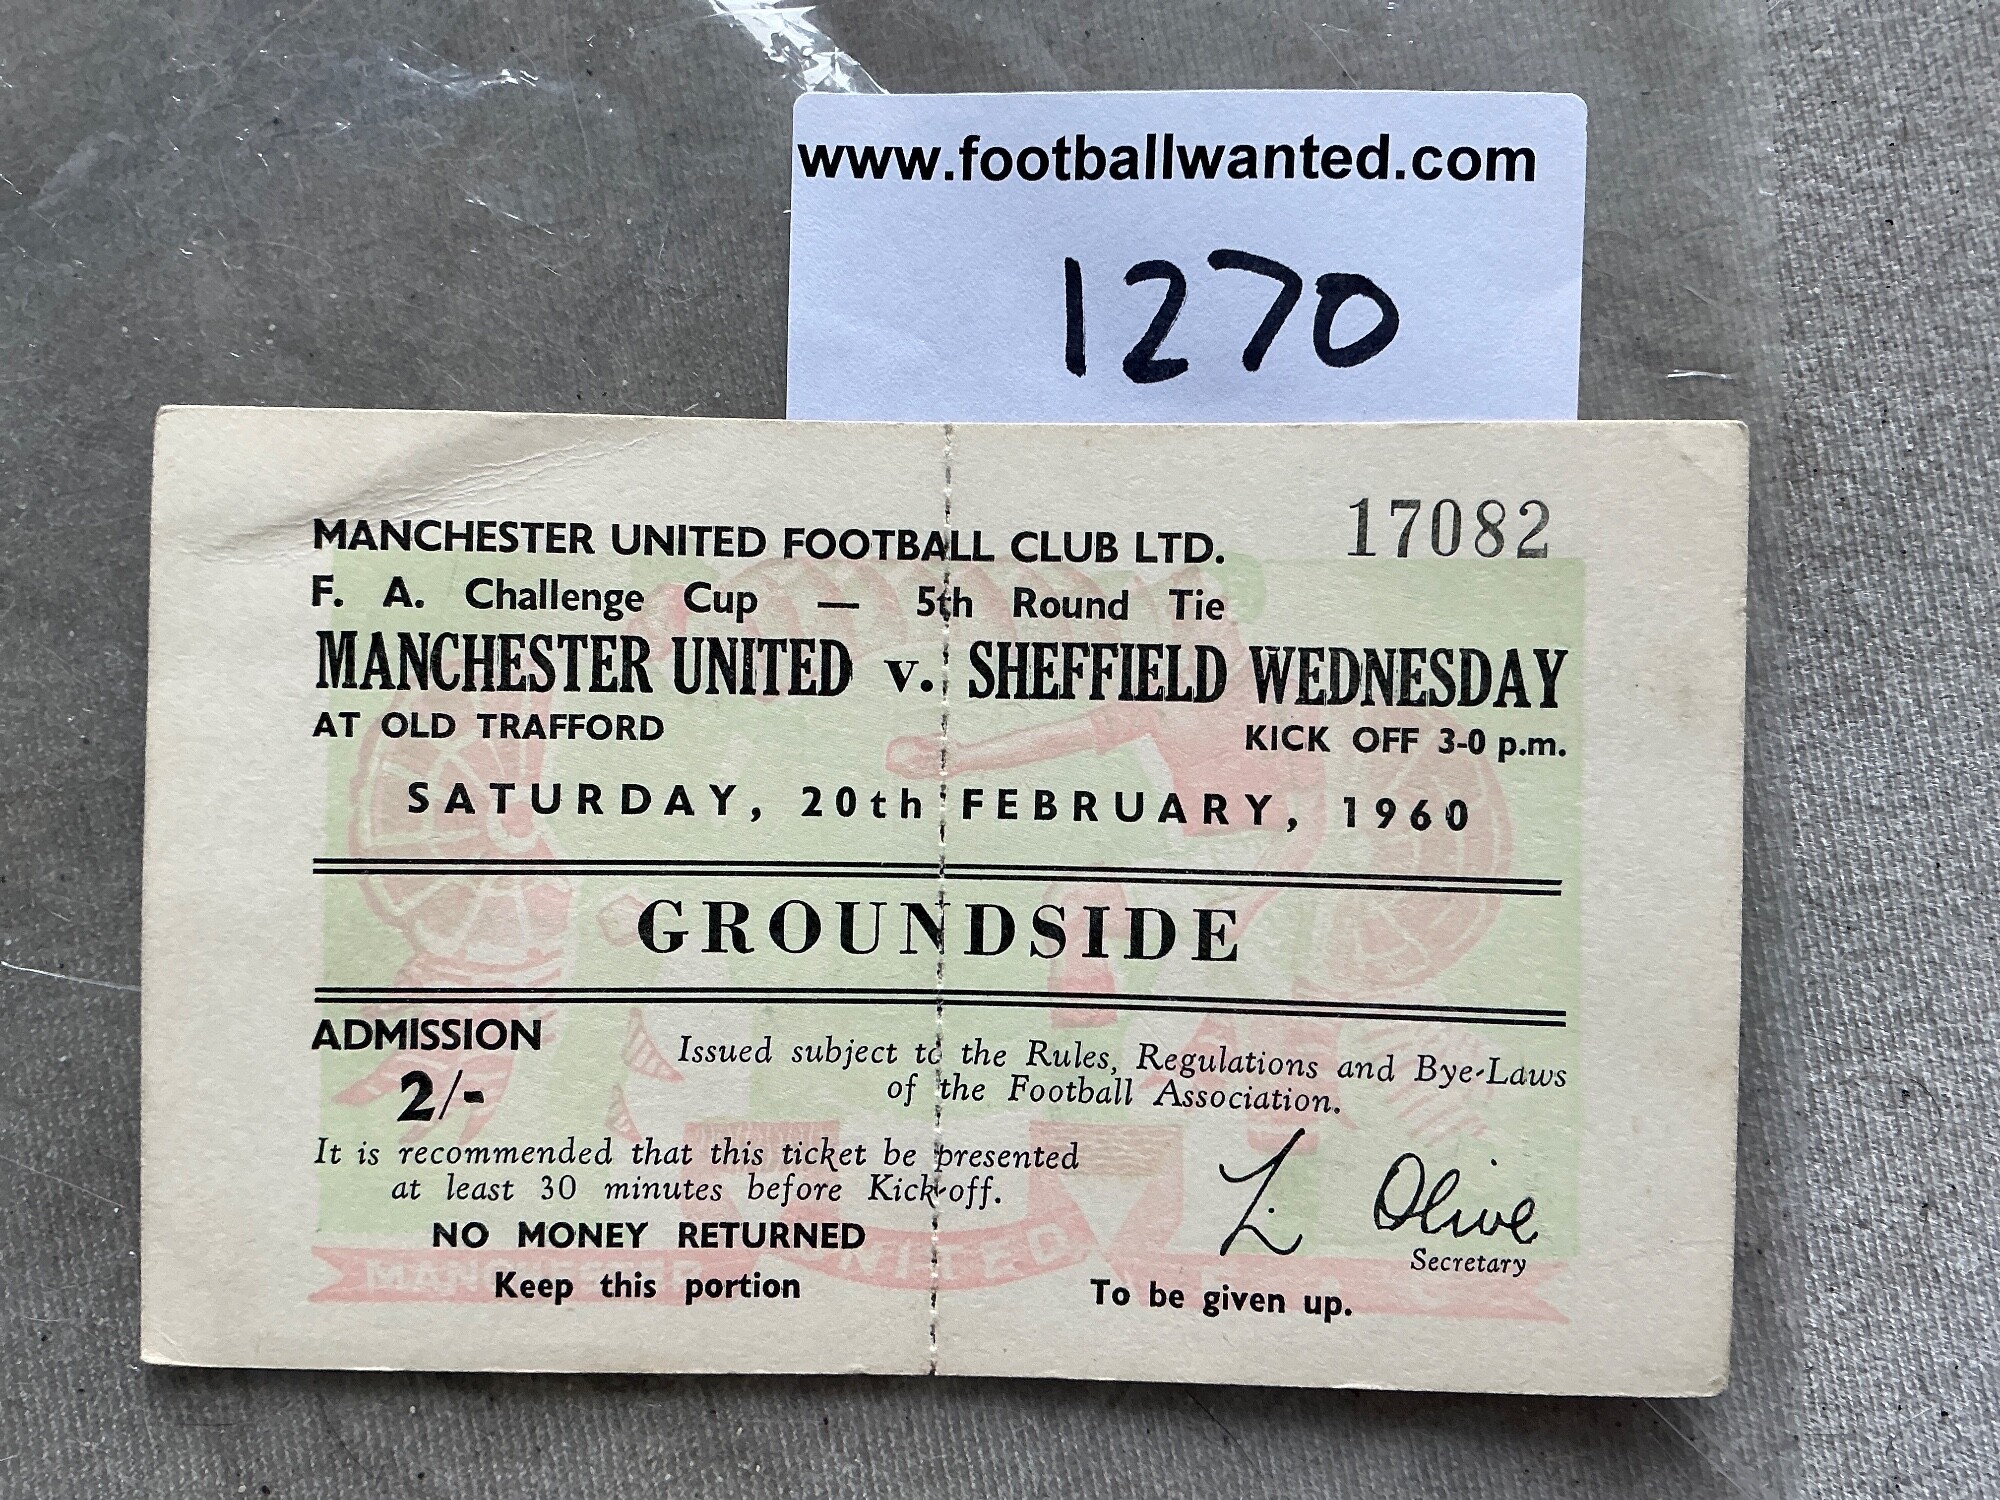 www.footballwanted.com
1270
17082
MANCHESTER UNITED FOOTBALL CLUB LTD.
F. A. Challenge Cup — 5th Round Tie
MANCHESTER UNITED v. SHEFFIELD WEDNESDAY
AT OLD TRAFFORD KICK OFF 3-0 p.m.
SATURDAY, 20th FEBRUARY, 1960
GROUNDSIDE
ADMISSION
2/-
Issued subject to the Rules, Regulations and Bye-Laws
of the Football Association.
It is recommended that this ticket be presented
at least 30 minutes before Kick-off.
NO MONEY RETURNED
Keep this portion
L. Olive
Secretary
To be given up.
MANCHESTER UNITED